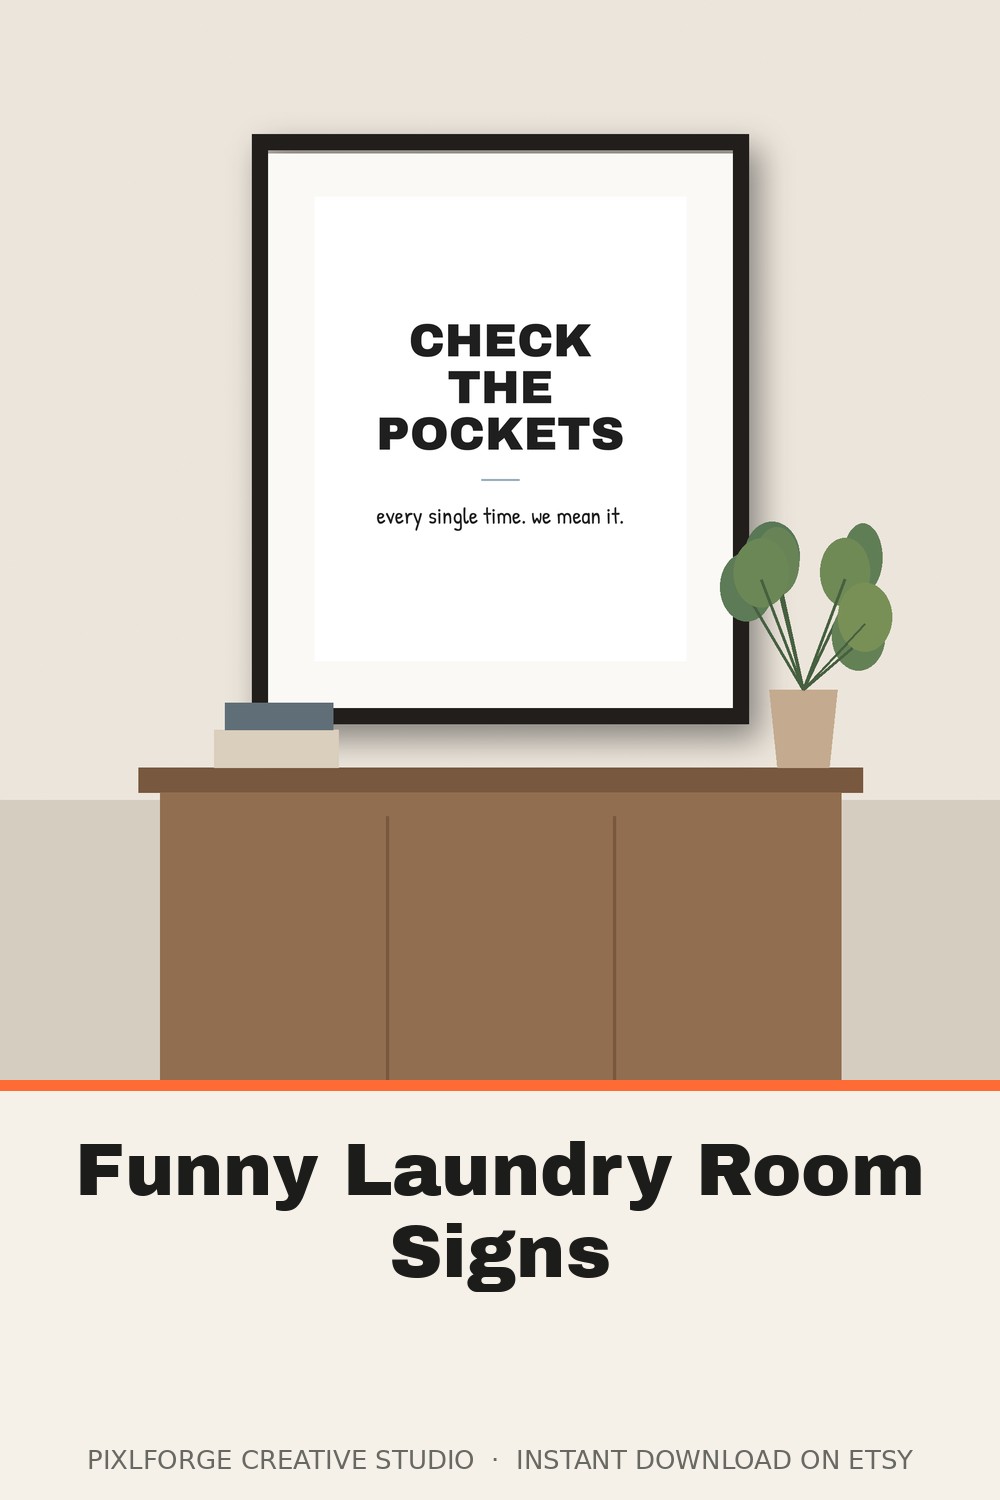 CHECK
THE
POCKETS
every single time. we mean it.
Funny Laundry Room
Signs
PIXLFORGE CREATIVE STUDIO · INSTANT DOWNLOAD ON ETSY